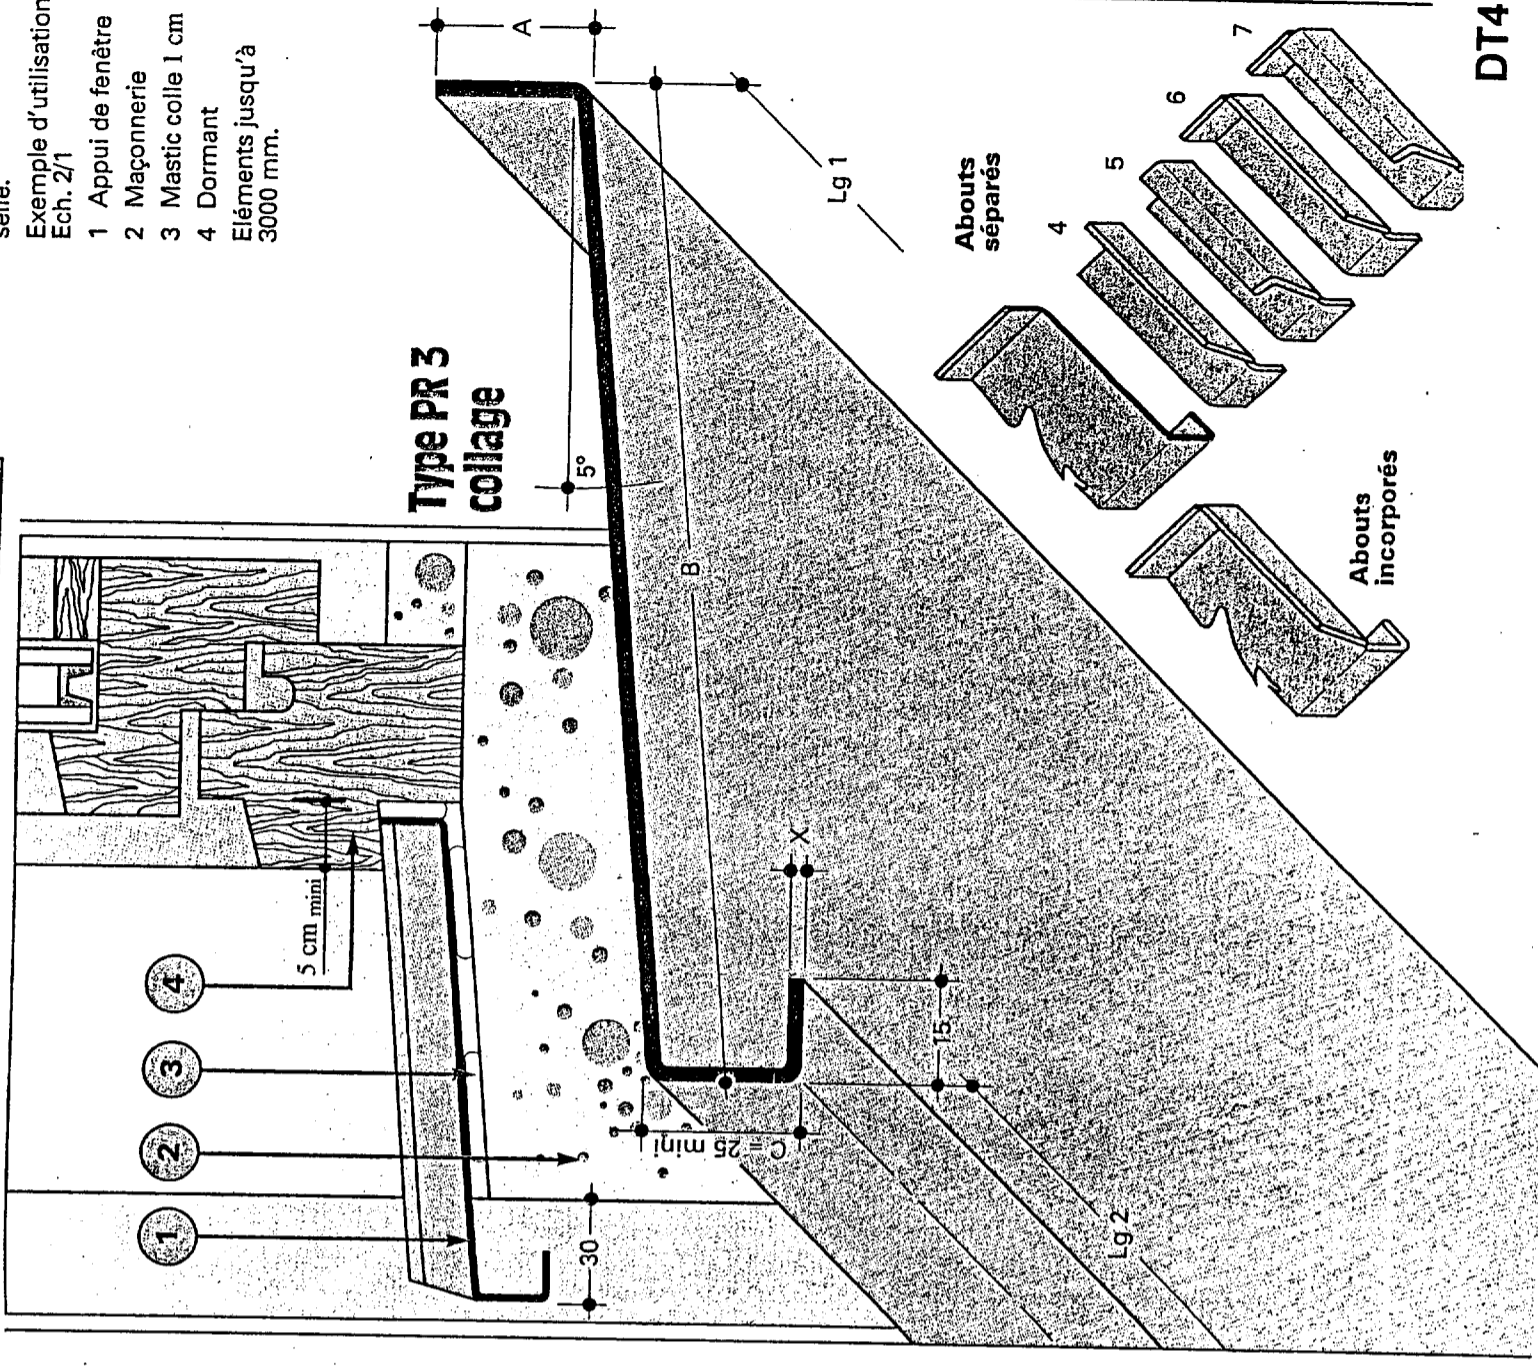 selle.
Exemple d'utilisation
Ech. 2/1
1 Appui de fenêtre
2 Maçonnerie
3 Mastic colle 1 cm
4 Dormant
Eléments jusqu'à
3000 mm.
Type PR 3
collage
1
2
3
4
5 cm mini
30
A
5°
B
X
15
C = 25 mini
Lg 1
Lg 2
Abouts
séparés
4
5
6
7
Abouts
incorporés
DT4